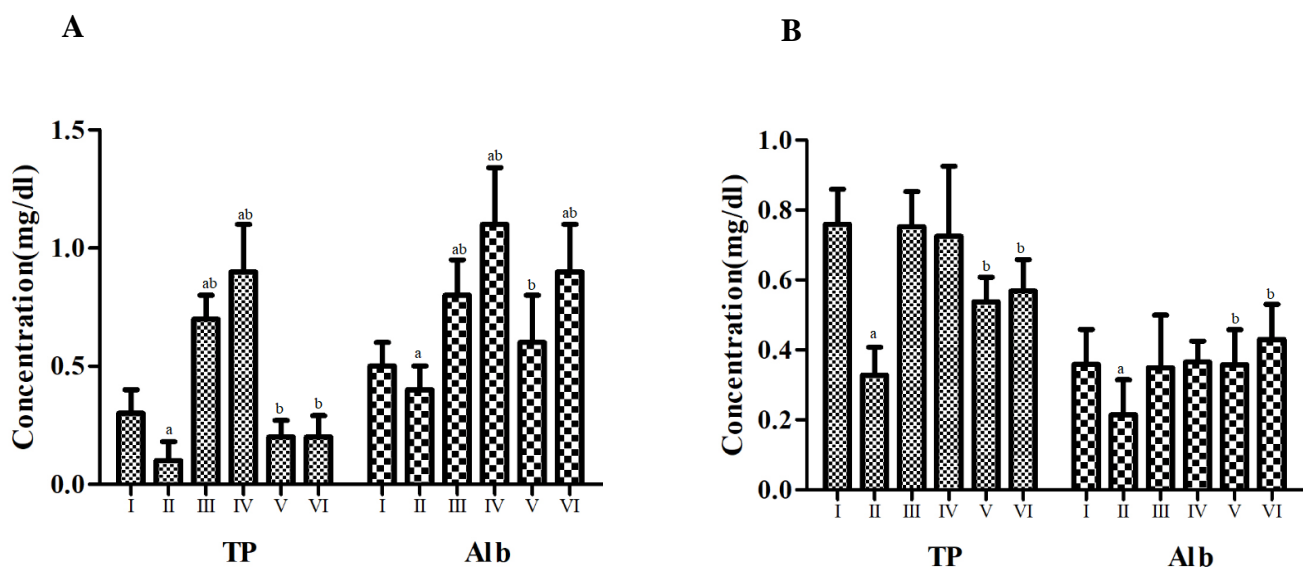 A
Concentration(mg/dl)
1.5
1.0
0.5
0.0
a
ab
ab
b
b
a
ab
ab
b
ab
I II III IV V VI I II III IV V VI
TP Alb
B
Concentration(mg/dl)
1.0
0.8
0.6
0.4
0.2
0.0
a
b
b
a
b
b
I II III IV V VI I II III IV V VI
TP Alb